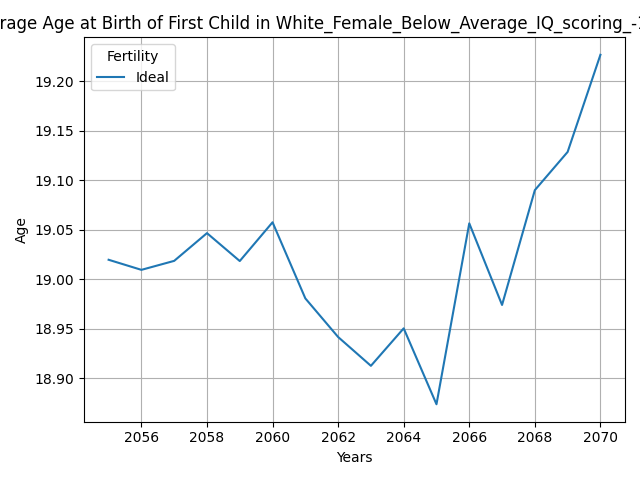 Age at Birth of First Child in White_Female_Below_Average_IQ_scoring_
Fertility
Ideal
19.20
19.15
19.10
19.05
19.00
18.95
18.90
Age
2056 2058 2060 2062 2064 2066 2068 2070
Years